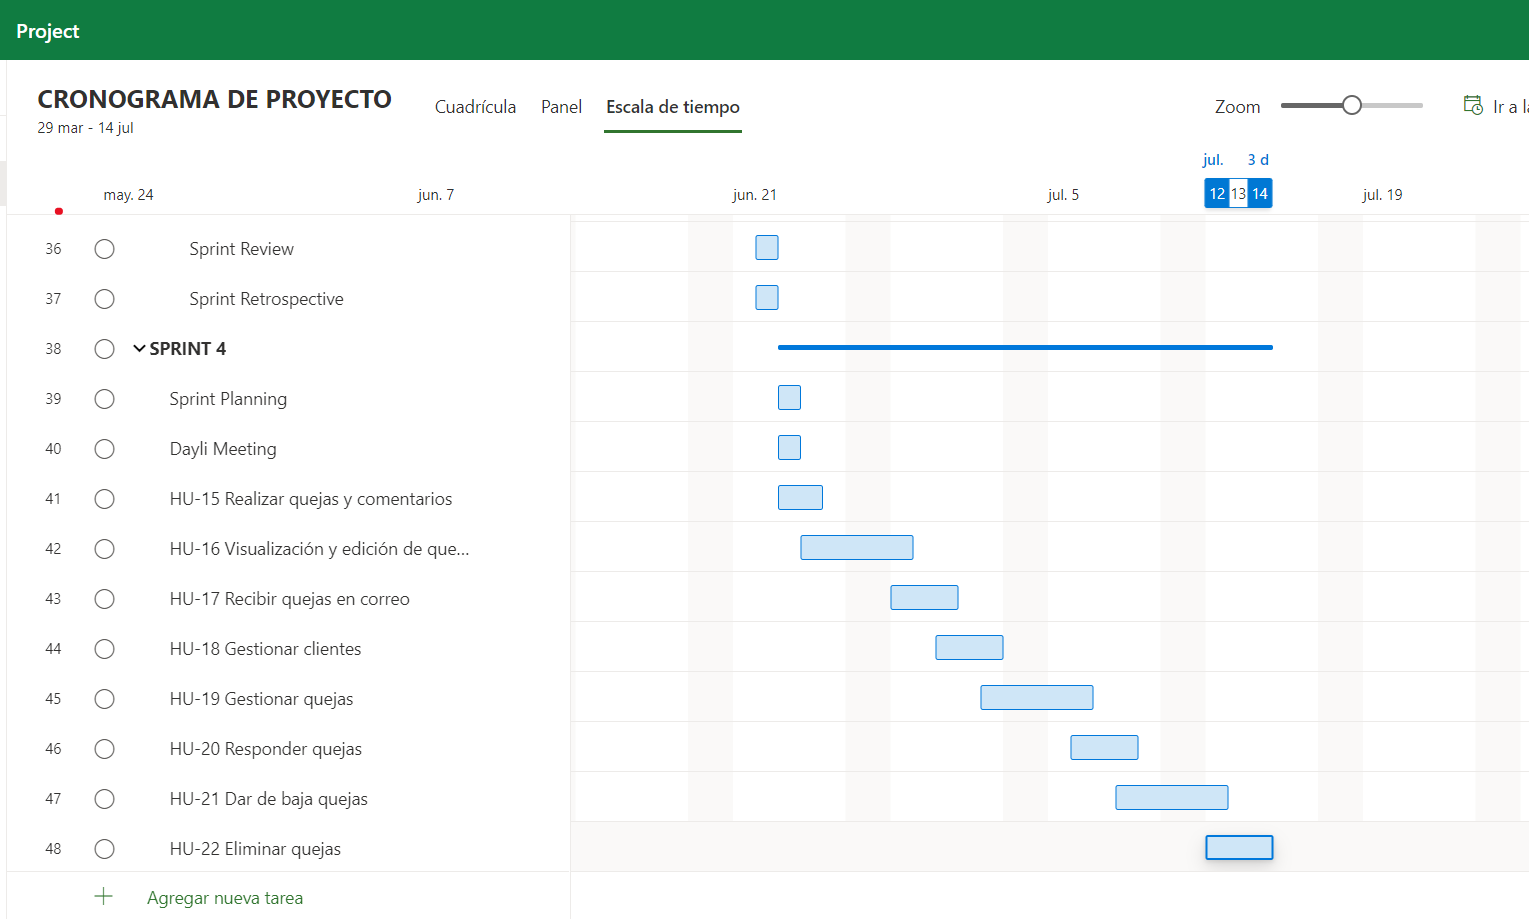 Project
CRONOGRAMA DE PROYECTO
29 mar - 14 jul
Cuadrícula Panel Escala de tiempo
Zoom
Ir a la
jul. 3 d
may. 24 jun. 7 jun. 21 jul. 5 12 13 14 jul. 19
36 Sprint Review
37 Sprint Retrospective
38 SPRINT 4
39 Sprint Planning
40 Dayli Meeting
41 HU-15 Realizar quejas y comentarios
42 HU-16 Visualización y edición de que...
43 HU-17 Recibir quejas en correo
44 HU-18 Gestionar clientes
45 HU-19 Gestionar quejas
46 HU-20 Responder quejas
47 HU-21 Dar de baja quejas
48 HU-22 Eliminar quejas
Agregar nueva tarea